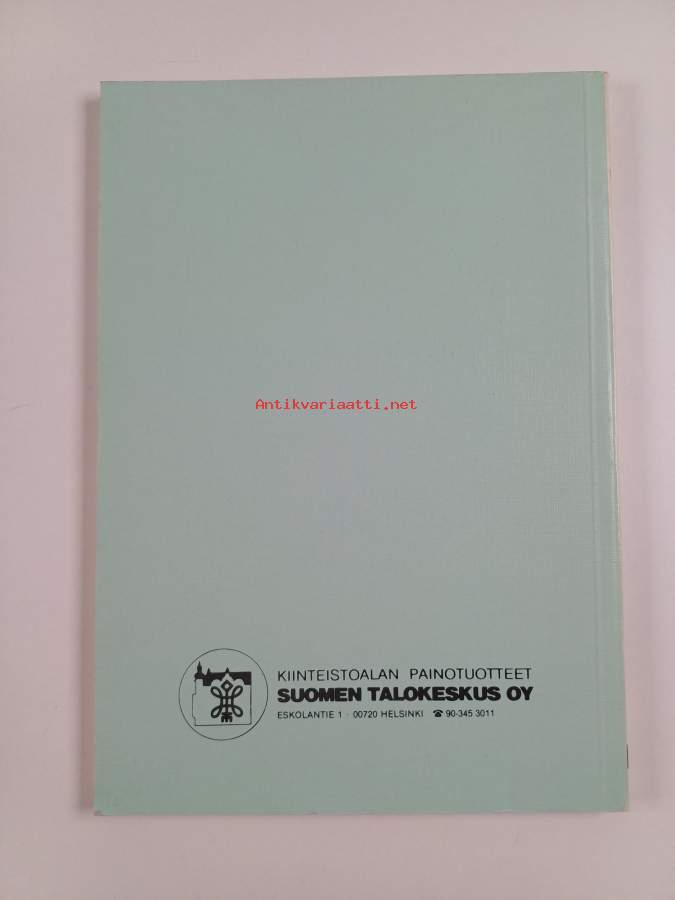 Antikvariaatti.net
KIINTEISTOALAN PAINOTUOTTEET
SUOMEN TALOKESKUS OY
ESKOLANTIE 1 · 00720 HELSINKI ☎ 90-345 3011